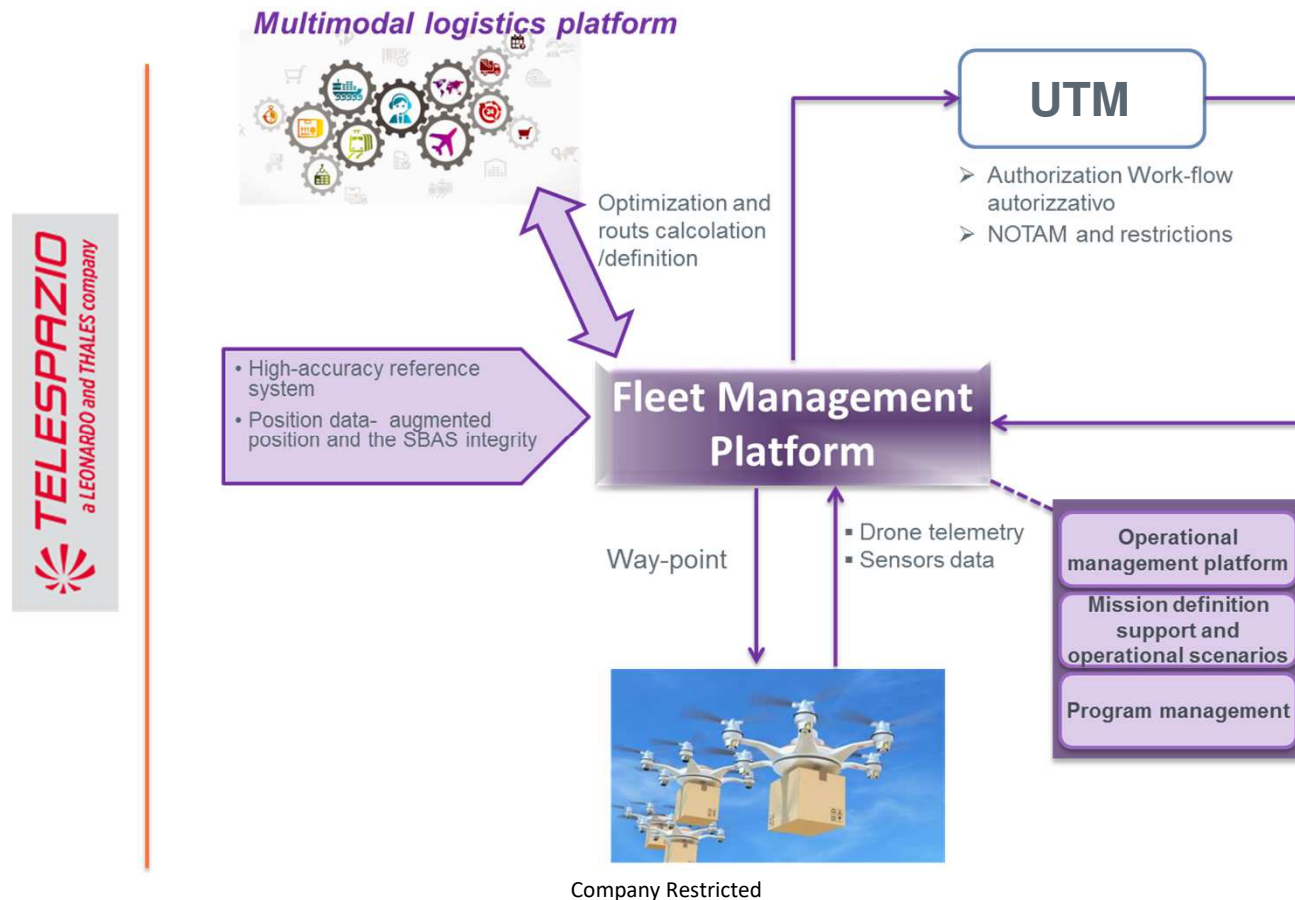 Multimodal logistics platform
UTM
➢ Authorization Work-flow
autorizzativo
➢ NOTAM and restrictions
Optimization and
routs calcolation
/definition
TELESPAZIO
a LEONARDO and THALES company
• High-accuracy reference
system
• Position data- augmented
position and the SBAS integrity
Fleet Management
Platform
Way-point
▪ Drone telemetry
▪ Sensors data
Operational
management platform
Mission definition
support and
operational scenarios
Program management
Company Restricted